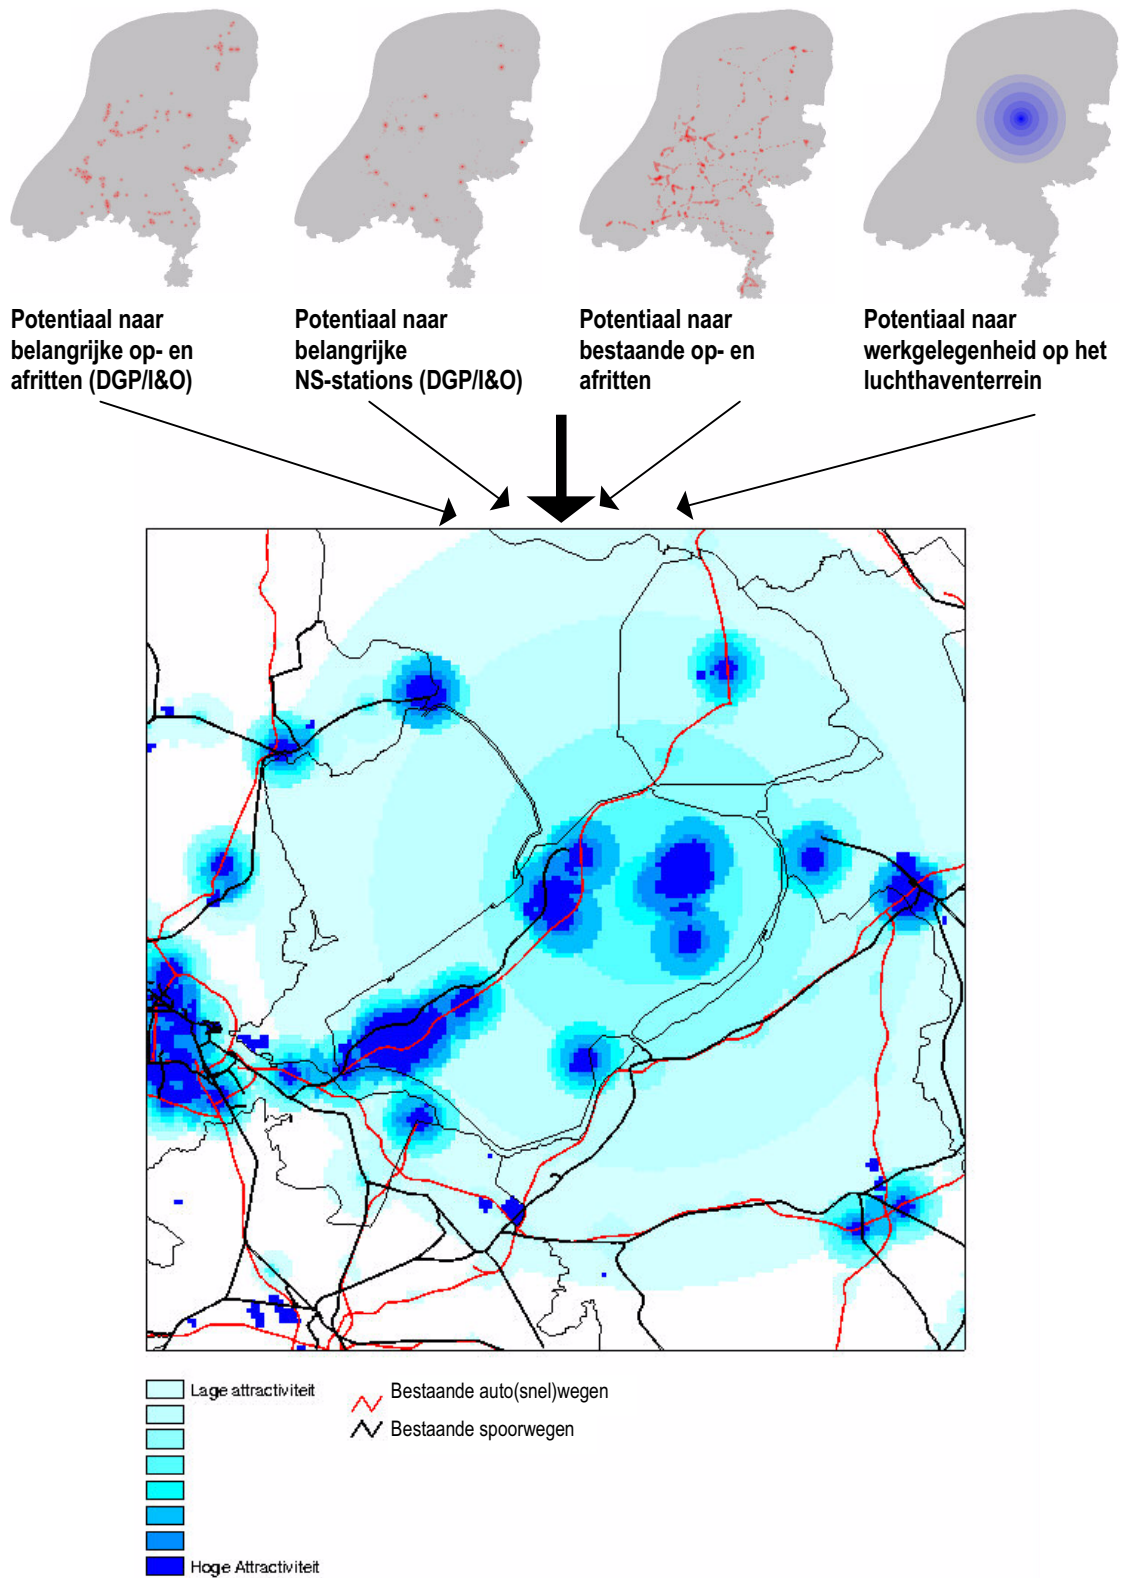 Potentiaal naar
belangrijke op- en
afritten (DGP/I&O)
Potentiaal naar
belangrijke
NS-stations (DGP/I&O)
Potentiaal naar
bestaande op- en
afritten
Potentiaal naar
werkgelegenheid op het
luchthaventerrein
Lage attractiviteit
Hoge Attractiviteit
Bestaande auto(snel)wegen
Bestaande spoorwegen